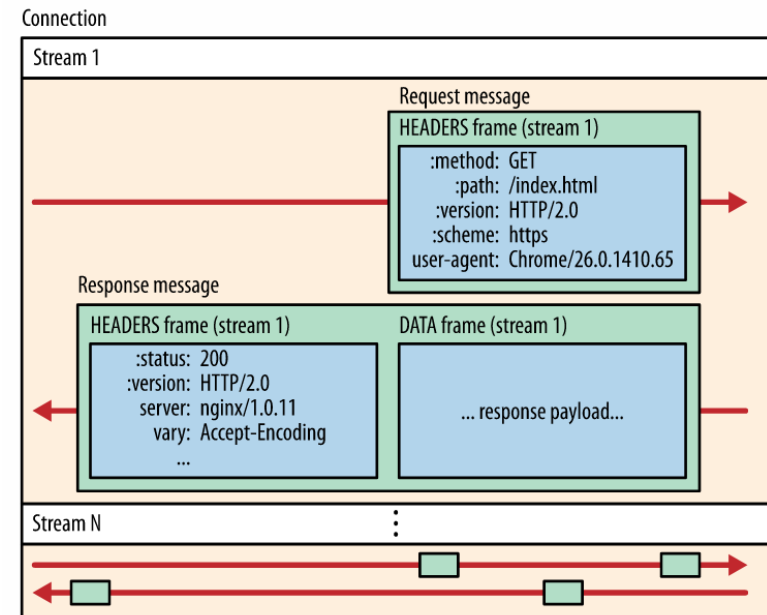 Connection
Stream 1
Request message
HEADERS frame (stream 1)
:method: GET
:path: /index.html
:version: HTTP/2.0
:scheme: https
user-agent: Chrome/26.0.1410.65
Response message
HEADERS frame (stream 1)
:status: 200
:version: HTTP/2.0
server: nginx/1.0.11
vary: Accept-Encoding
...
DATA frame (stream 1)
... response payload...
Stream N